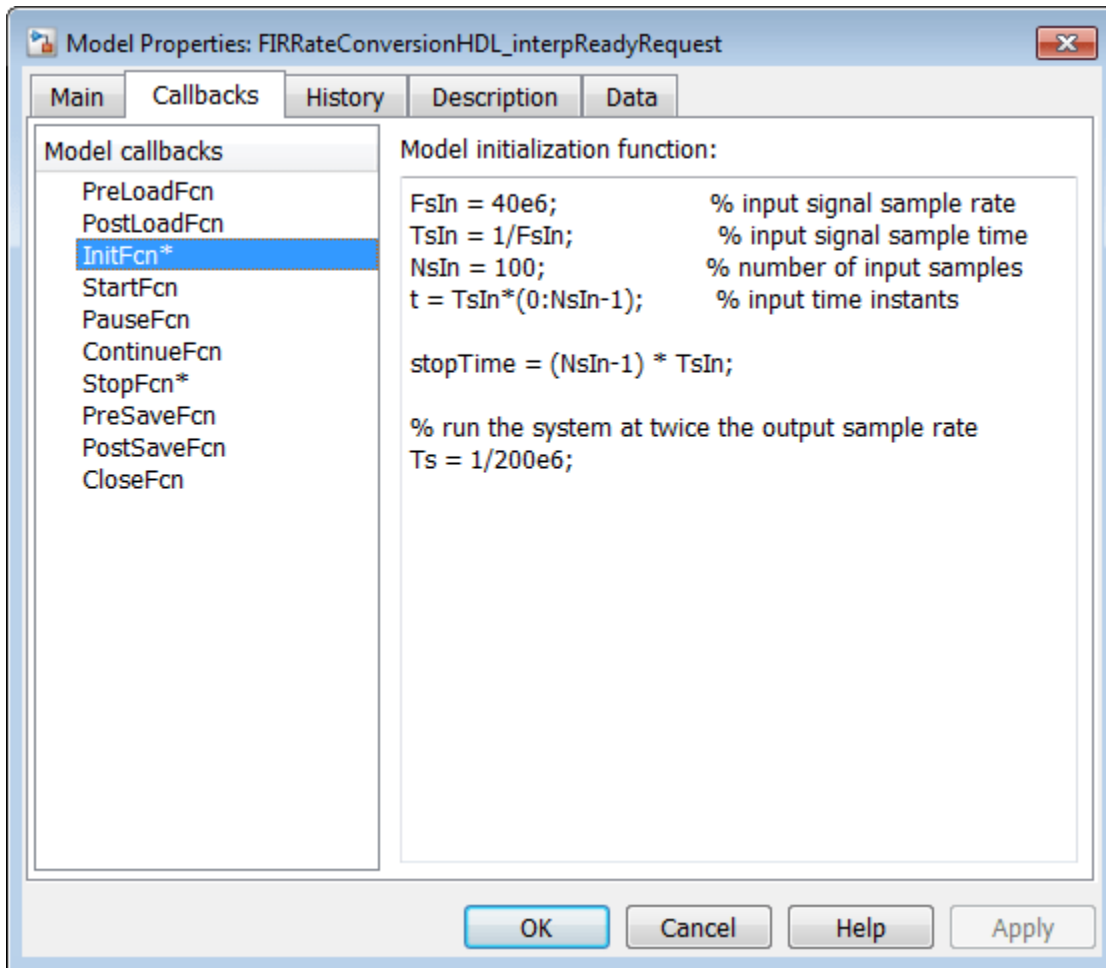 Model Properties: FIRRateConversionHDL_interpReadyRequest
Main Callbacks History Description Data
Model callbacks
PreLoadFcn
PostLoadFcn
InitFcn*
StartFcn
PauseFcn
ContinueFcn
StopFcn*
PreSaveFcn
PostSaveFcn
CloseFcn
Model initialization function:
FsIn = 40e6; % input signal sample rate
TsIn = 1/FsIn; % input signal sample time
NsIn = 100; % number of input samples
t = TsIn*(0:NsIn-1); % input time instants
stopTime = (NsIn-1) * TsIn;
% run the system at twice the output sample rate
Ts = 1/200e6;
OK Cancel Help Apply